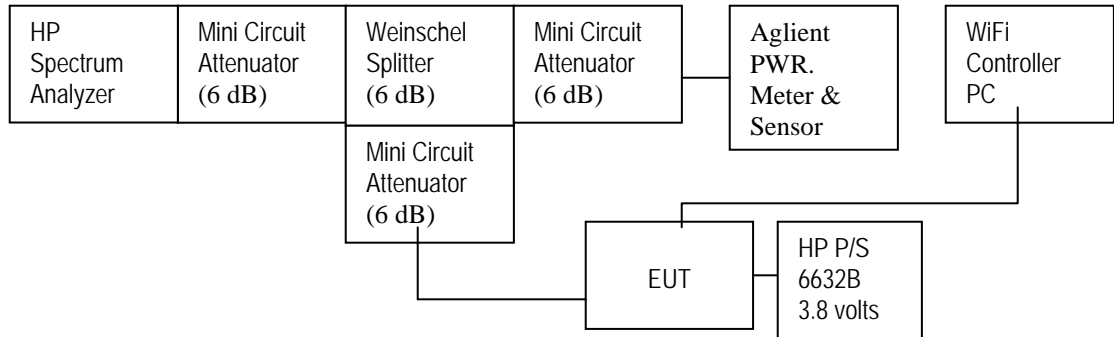 HP
Spectrum
Analyzer
Mini Circuit
Attenuator
(6 dB)
Weinschel
Splitter
(6 dB)
Mini Circuit
Attenuator
(6 dB)
Aglient
PWR.
Meter &
Sensor
WiFi
Controller
PC
Mini Circuit
Attenuator
(6 dB)
EUT
HP P/S
6632B
3.8 volts